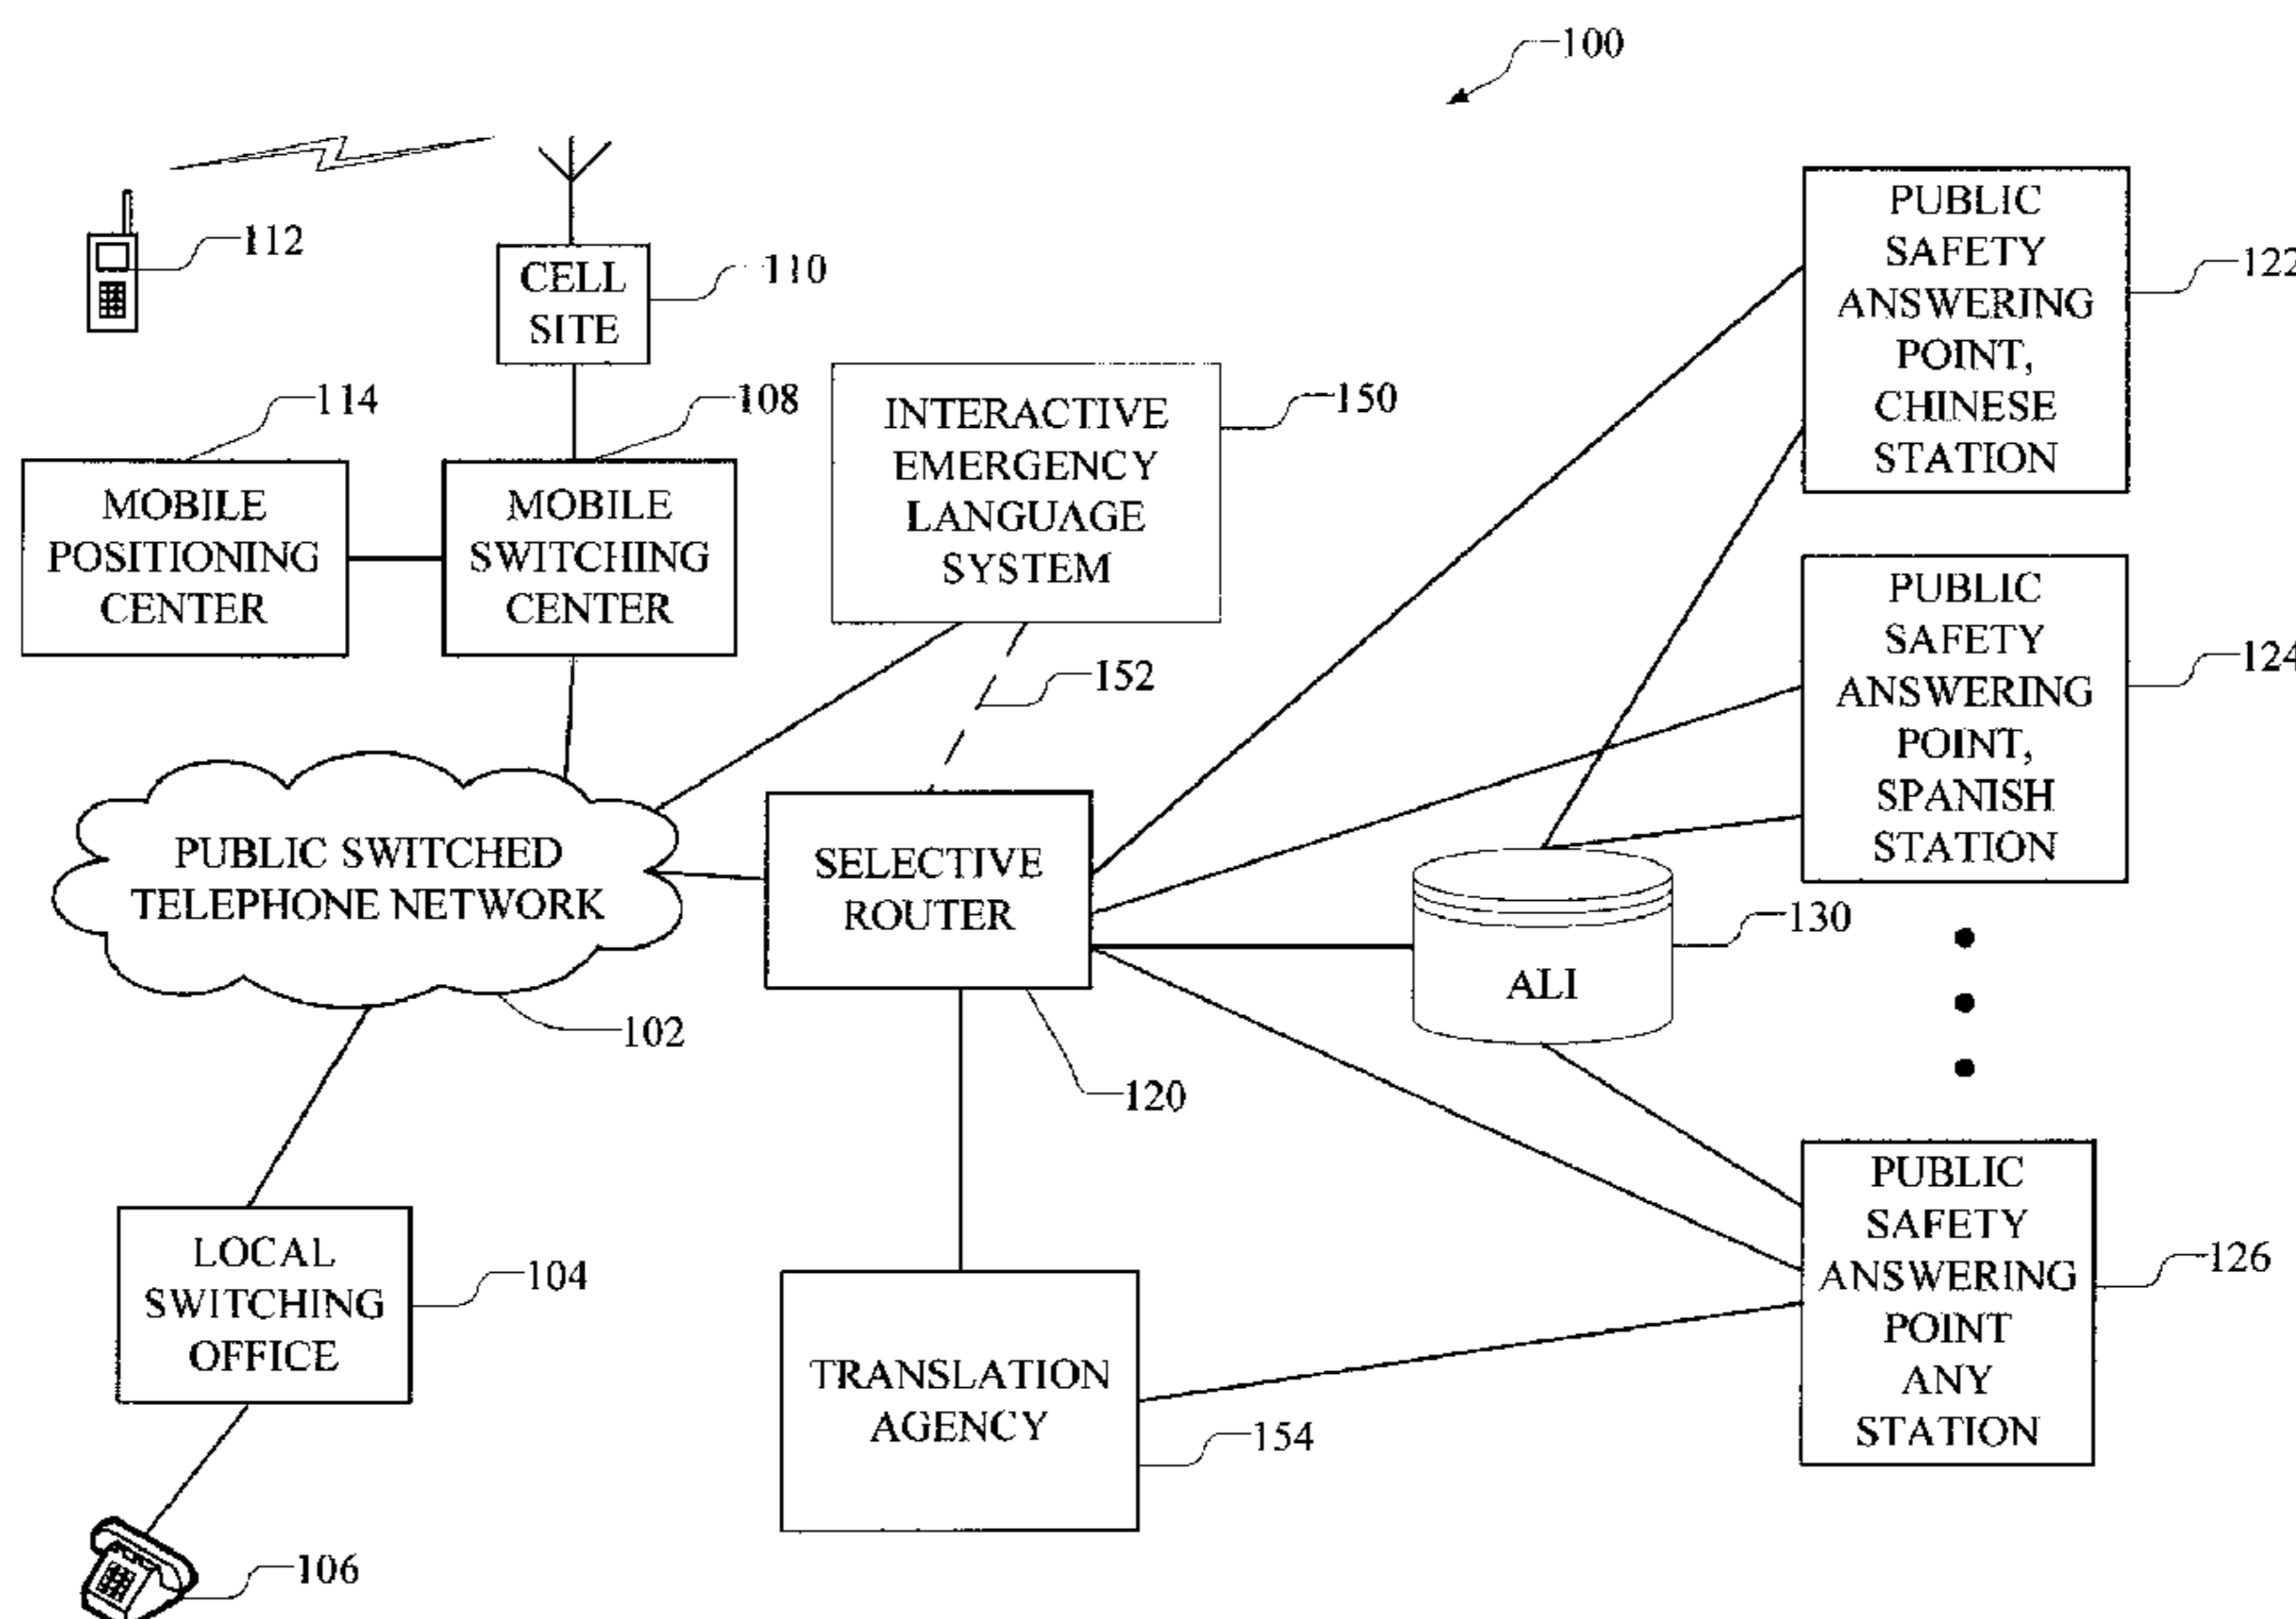 100
112
CELL
SITE
110
PUBLIC
SAFETY
ANSWERING
POINT,
CHINESE
STATION
122
114
108
INTERACTIVE
EMERGENCY
LANGUAGE
SYSTEM
150
MOBILE
POSITIONING
CENTER
MOBILE
SWITCHING
CENTER
152
PUBLIC
SAFETY
ANSWERING
POINT,
SPANISH
STATION
124
PUBLIC SWITCHED
TELEPHONE NETWORK
SELECTIVE
ROUTER
ALI
130
102
120
LOCAL
SWITCHING
OFFICE
104
PUBLIC
SAFETY
ANSWERING
POINT
ANY
STATION
126
TRANSLATION
AGENCY
154
106